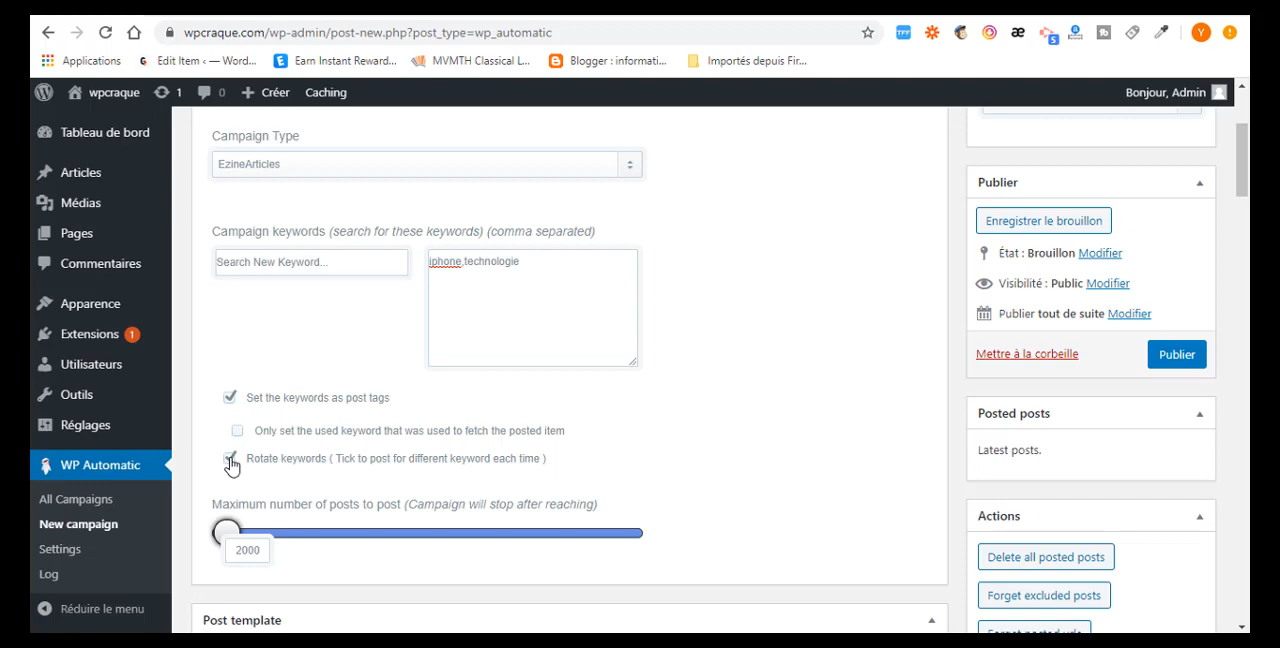 wpcraque.com/wp-admin/post-new.php?post_type=wp_automatic
Applications
Edit Item ‹ — Word...
Earn Instant Reward...
MVMTH Classical L...
Blogger : informati...
Importés depuis Fir...
wpcraque
1
0
Créer
Caching
Bonjour, Admin
Tableau de bord
Articles
Médias
Pages
Commentaires
Apparence
Extensions 1
Utilisateurs
Outils
Réglages
WP Automatic
All Campaigns
New campaign
Settings
Log
Réduire le menu
Campaign Type
EzineArticles
Campaign keywords (search for these keywords) (comma separated)
Search New Keyword...
iphone,technologie
Set the keywords as post tags
Only set the used keyword that was used to fetch the posted item
Rotate keywords ( Tick to post for different keyword each time )
Maximum number of posts to post (Campaign will stop after reaching)
2000
Post template
Publier
Enregistrer le brouillon
État : Brouillon Modifier
Visibilité : Public Modifier
Publier tout de suite Modifier
Mettre à la corbeille
Publier
Posted posts
Latest posts.
Actions
Delete all posted posts
Forget excluded posts